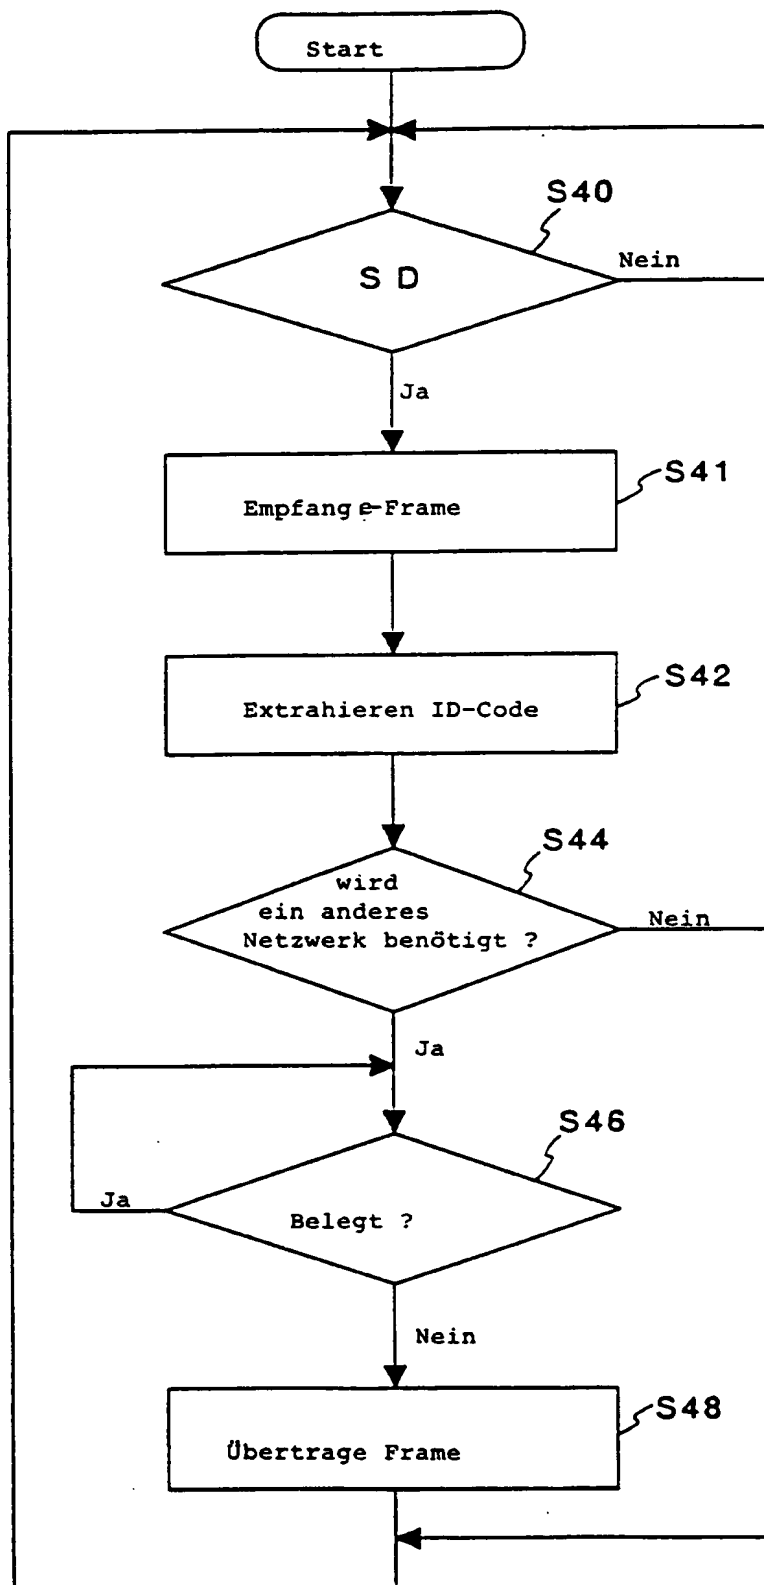 Start
S40
S D
Nein
Ja
S41
Empfange-Frame
S42
Extrahieren ID-Code
S44
wird
ein anderes
Netzwerk benötigt ?
Nein
Ja
S46
Ja
Belegt ?
Nein
S48
Übertrage Frame